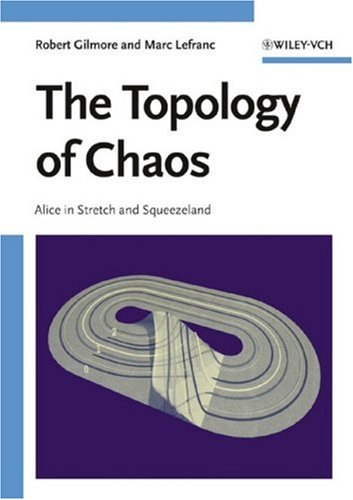 Robert Gilmore and Marc Lefranc
WILEY-VCH
The Topology
of Chaos
Alice in Stretch and Squeezeland
2
1
0